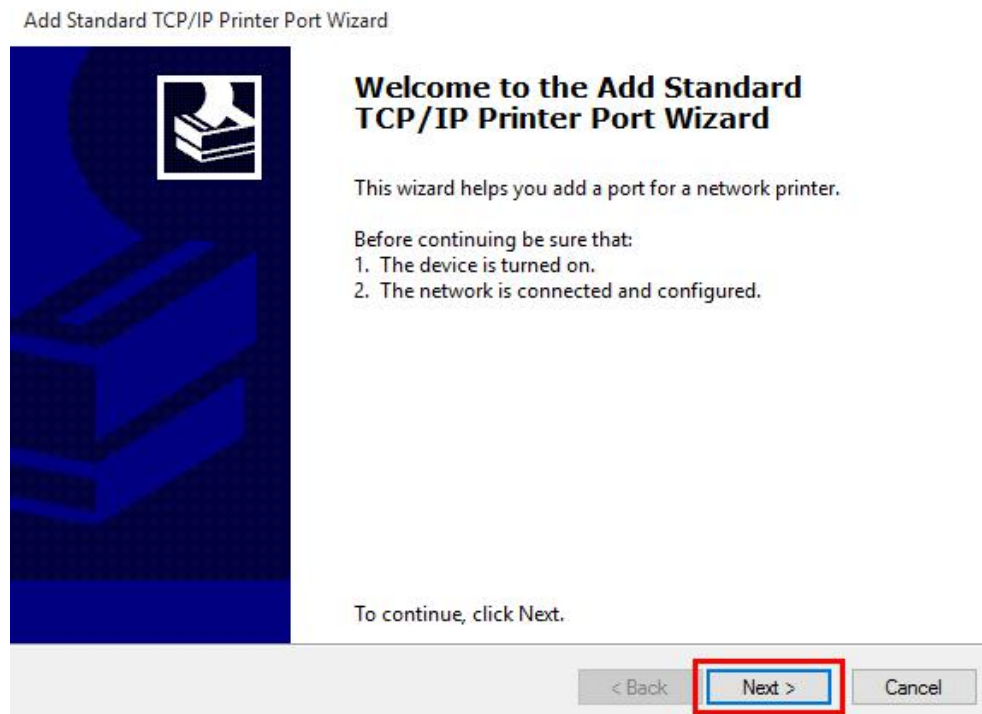 Add Standard TCP/IP Printer Port Wizard
Welcome to the Add Standard
TCP/IP Printer Port Wizard
This wizard helps you add a port for a network printer.
Before continuing be sure that:
1. The device is turned on.
2. The network is connected and configured.
To continue, click Next.
< Back Next > Cancel